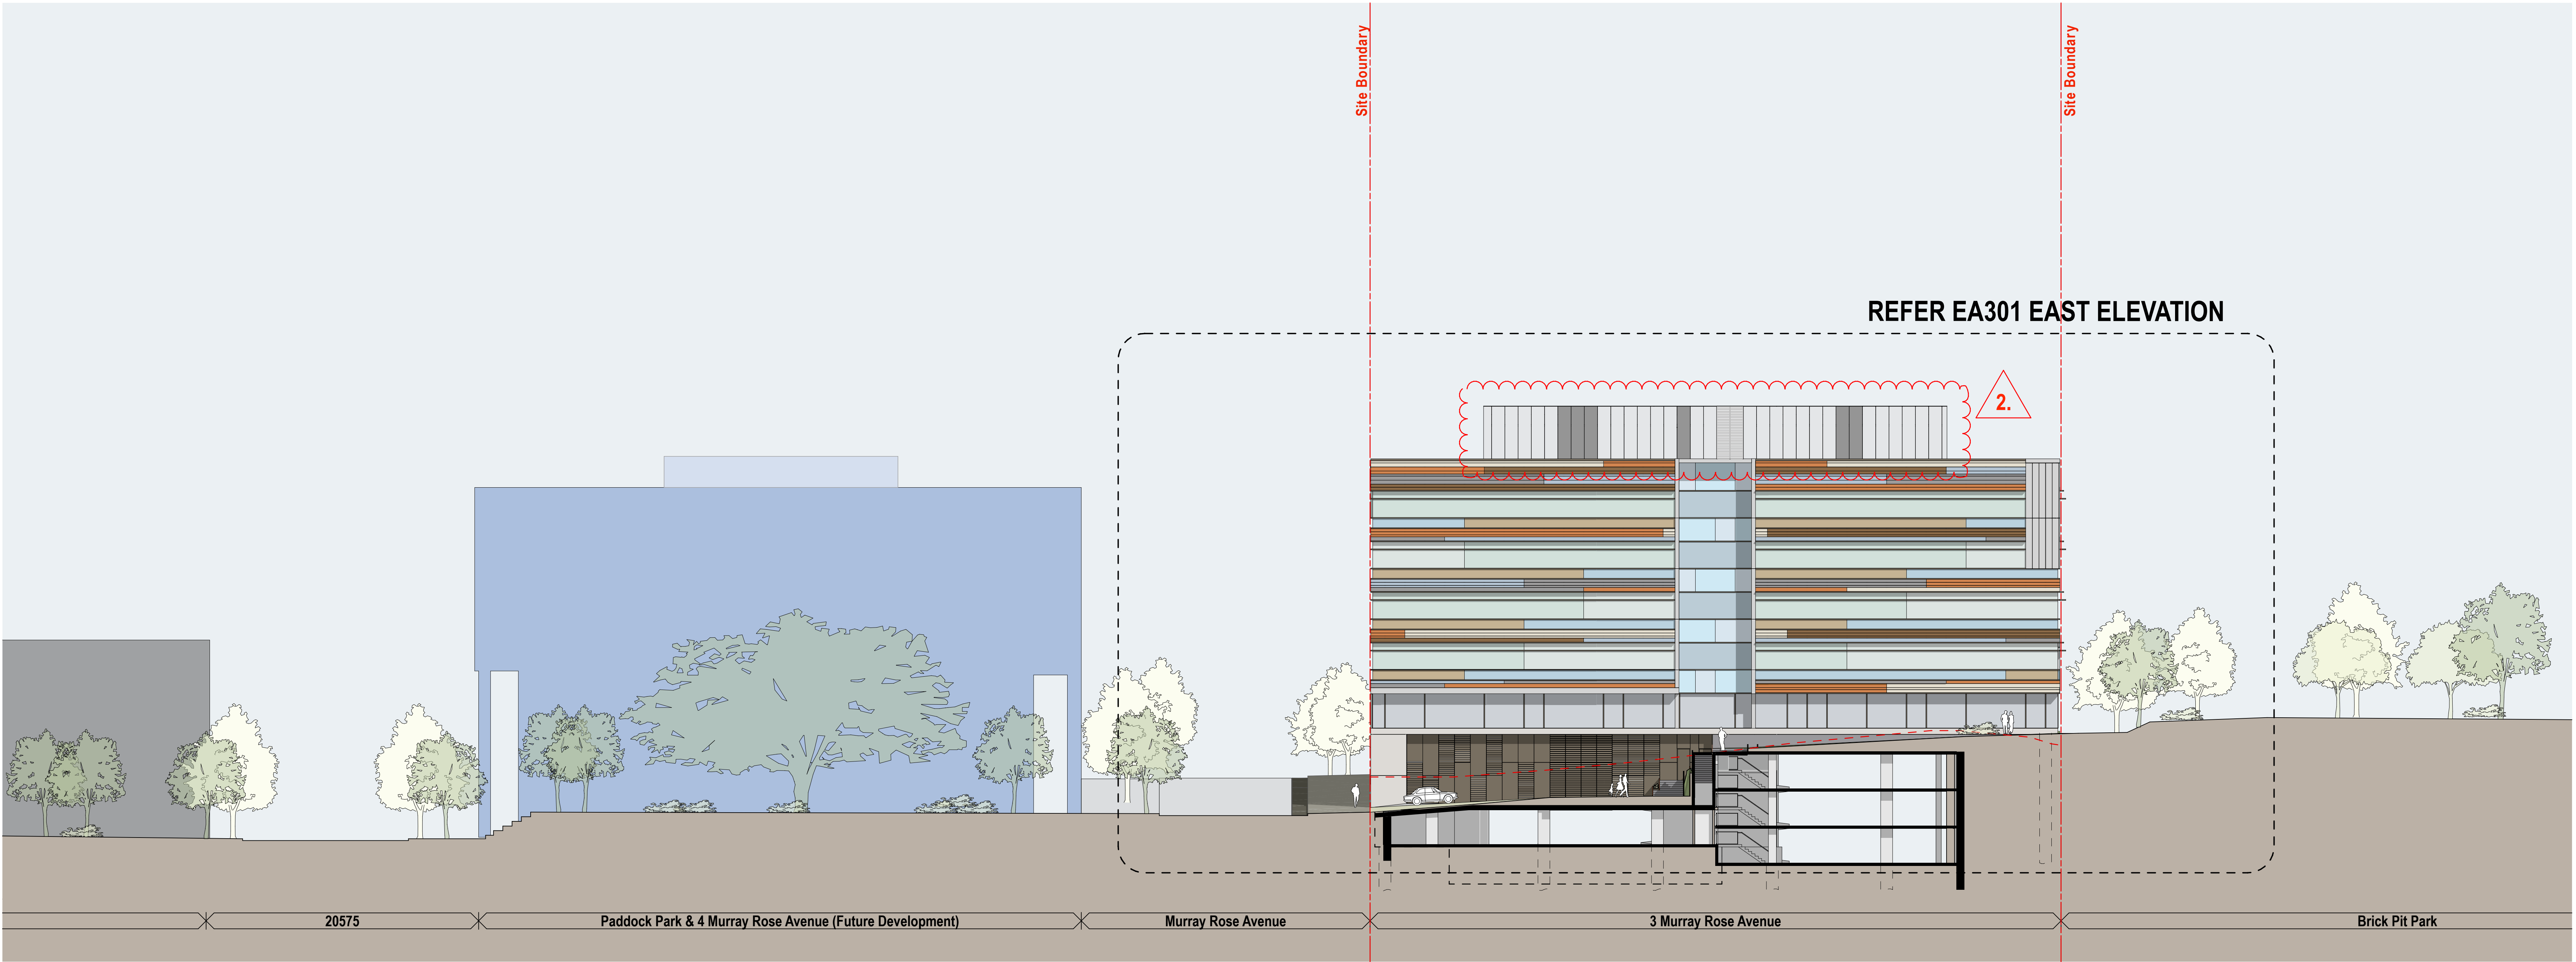 Site Boundary
Site Boundary
REFER EA301 EAST ELEVATION
2.
20575
Paddock Park & 4 Murray Rose Avenue (Future Development)
Murray Rose Avenue
3 Murray Rose Avenue
Brick Pit Park